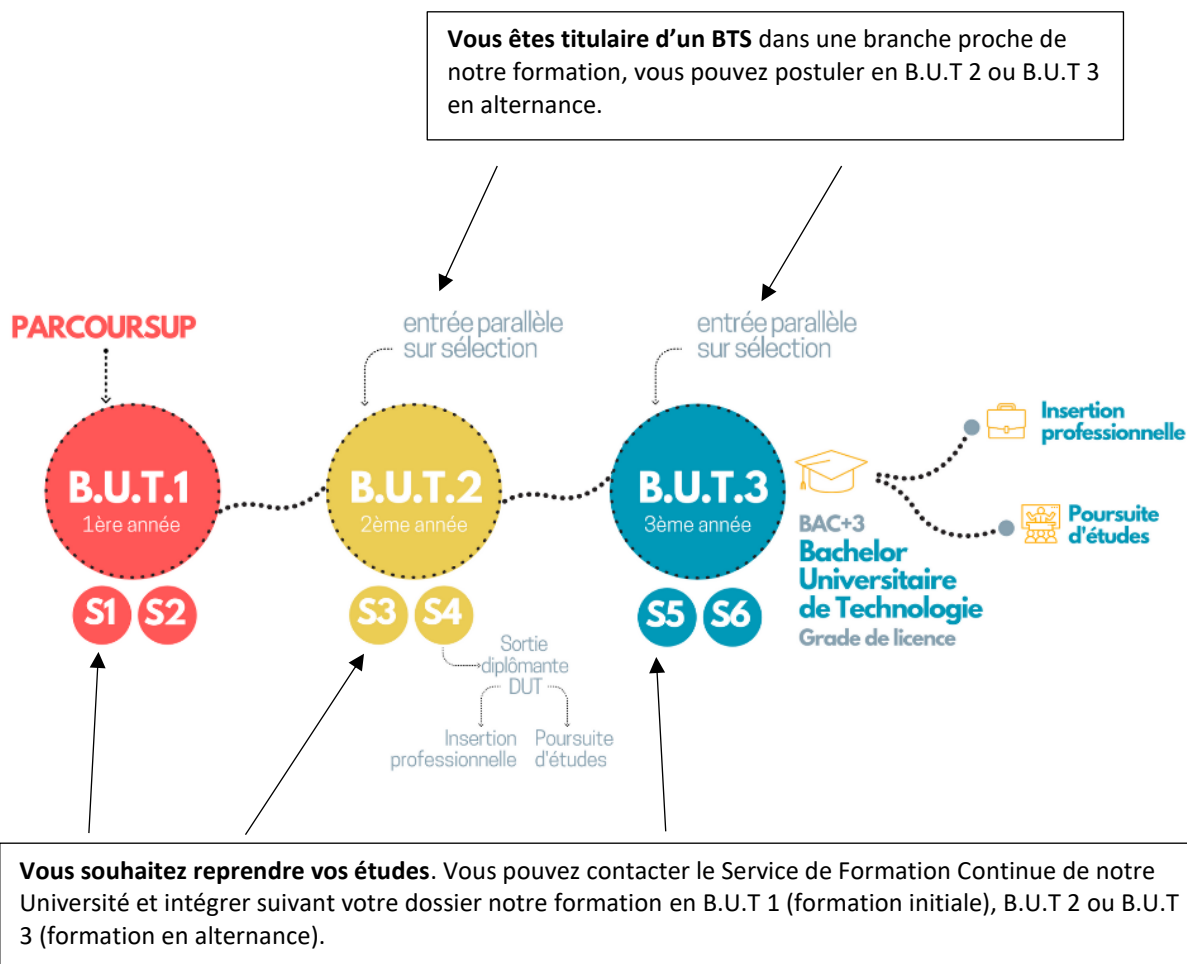 Vous êtes titulaire d’un BTS dans une branche proche de
notre formation, vous pouvez postuler en B.U.T 2 ou B.U.T 3
en alternance.
PARCOURSUP
entrée parallèle
sur sélection
entrée parallèle
sur sélection
B.U.T.1
1ère année
B.U.T.2
2ème année
B.U.T.3
3ème année
S1 S2
S3 S4
S5 S6
BAC+3
Bachelor
Universitaire
de Technologie
Grade de licence
Insertion
professionnelle
Poursuite
d'études
Sortie
diplômante
DUT
Insertion
professionnelle
Poursuite
d'études
Vous souhaitez reprendre vos études. Vous pouvez contacter le Service de Formation Continue de notre
Université et intégrer suivant votre dossier notre formation en B.U.T 1 (formation initiale), B.U.T 2 ou B.U.T
3 (formation en alternance).